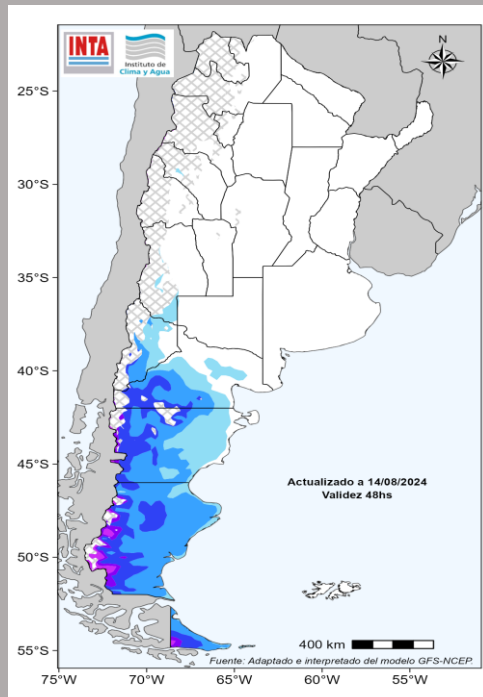 INTA
Instituto de
Clima y Agua
N
25°S
30°S
35°S
40°S
45°S
50°S
55°S
Actualizado a 14/08/2024
Validez 48hs
400 km
Fuente: Adaptado e interpretado del modelo GFS-NCEP.
75°W
70°W
65°W
60°W
55°W